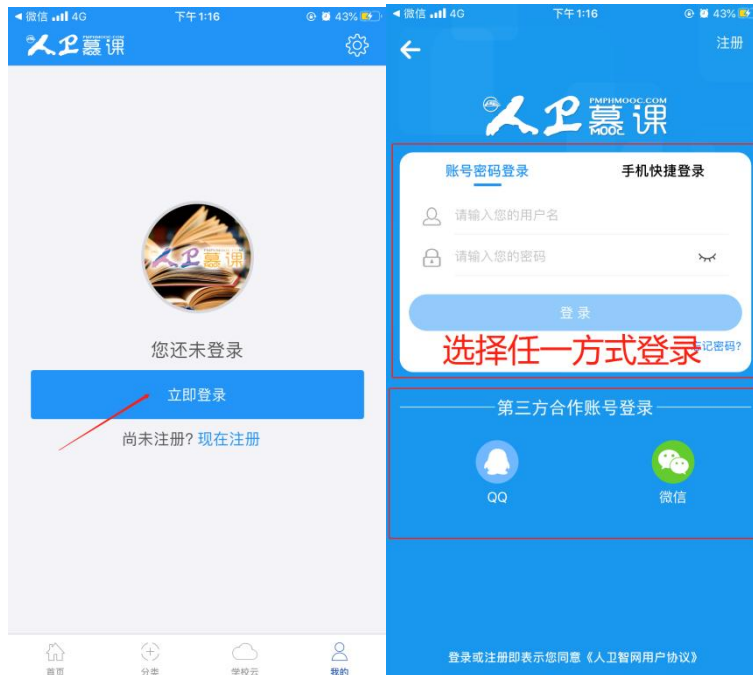 微信 4G 下午1:16 43%
人卫慕课
PMPHMOOC.COM
人卫慕课
您还未登录
立即登录
尚未注册? 现在注册
首页 分类 学校云 我的
微信 4G 下午1:16 43%
注册
人卫慕课
PMPHMOOC.COM
MOOC
账号密码登录 手机快捷登录
请输入您的用户名
请输入您的密码
登录
选择任一方式登录
记密码?
第三方合作账号登录
QQ 微信
登录或注册即表示您同意《人卫智网用户协议》